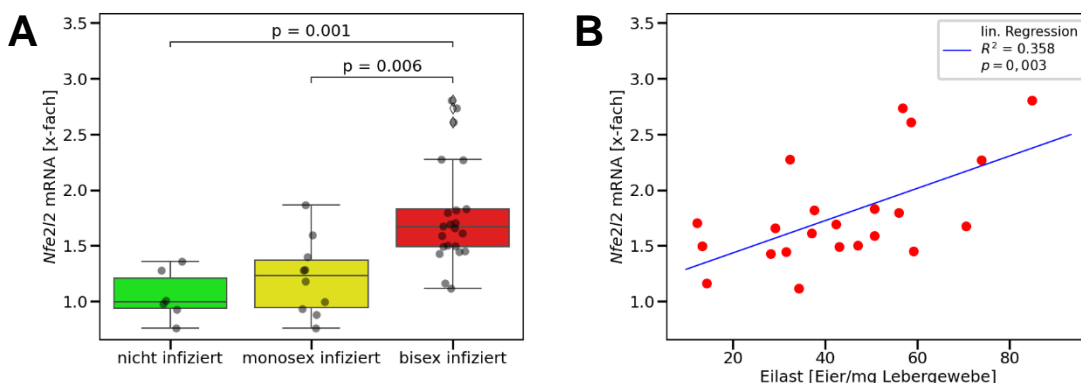 A
Nfe2l2 mRNA [x-fach]
3.5
3.0
2.5
2.0
1.5
1.0
p = 0.001
p = 0.006
nicht infiziert
monosex infiziert
bisex infiziert
B
Nfe2l2 mRNA [x-fach]
3.5
3.0
2.5
2.0
1.5
1.0
lin. Regression
R² = 0.358
p = 0,003
20
40
60
80
Eilast [Eier/mg Lebergewebe]